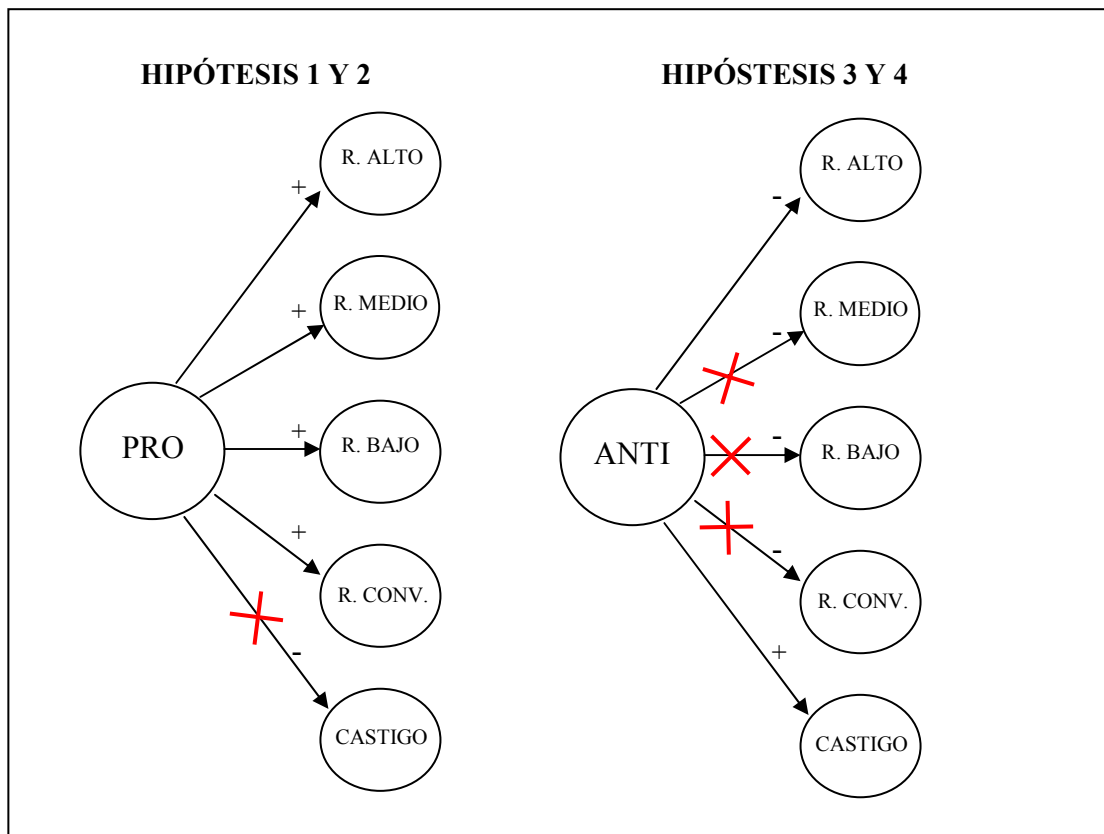 HIPÓTESIS 1 Y 2
R. ALTO
+
R. MEDIO
+
PRO
+
R. BAJO
+
R. CONV.
-
CASTIGO
HIPÓSTESIS 3 Y 4
R. ALTO
-
R. MEDIO
-
ANTI
-
R. BAJO
-
R. CONV.
+
CASTIGO